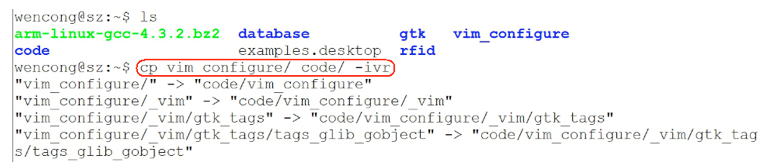 wencong@sz:~$ ls
arm-linux-gcc-4.3.2.bz2 database gtk vim_configure
code examples.desktop rfid
wencong@sz:~$ cp vim_configure/ code/ -ivr
"vim_configure/" -> "code/vim_configure"
"vim_configure/_vim" -> "code/vim_configure/_vim"
"vim_configure/_vim/gtk_tags" -> "code/vim_configure/_vim/gtk_tags"
"vim_configure/_vim/gtk_tags/tags_glib_gobject" -> "code/vim_configure/_vim/gtk_tag
s/tags_glib_gobject"